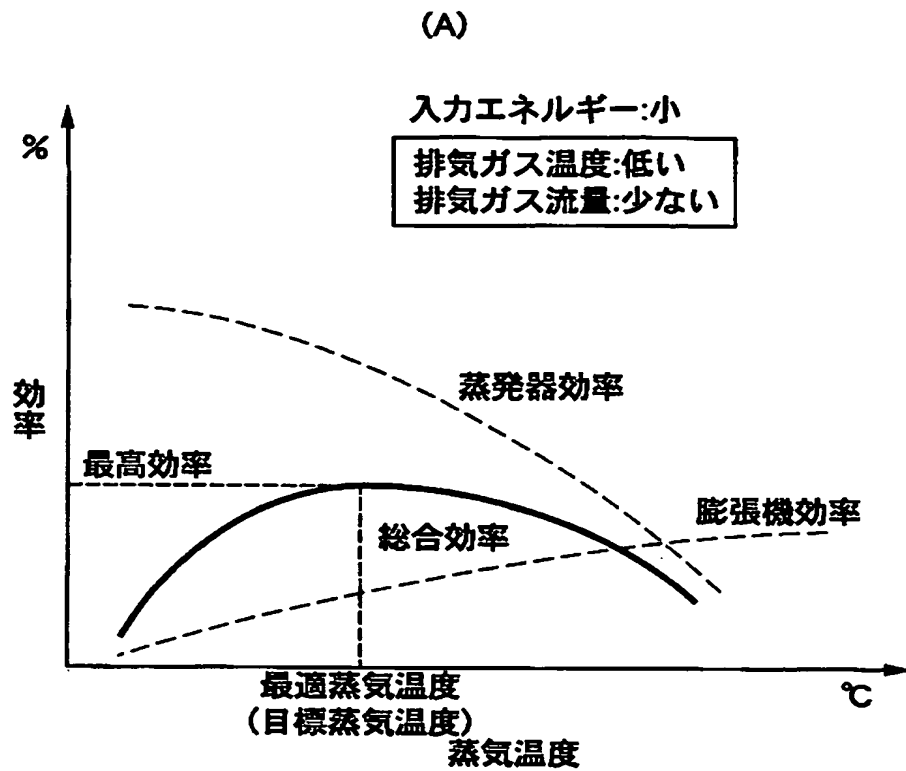 (A)
入力エネルギー:小
%
排気ガス温度:低い
排気ガス流量:少ない
蒸発器効率
効率
最高効率
膨張機効率
総合効率
最適蒸気温度
(目標蒸気温度)
℃
蒸気温度